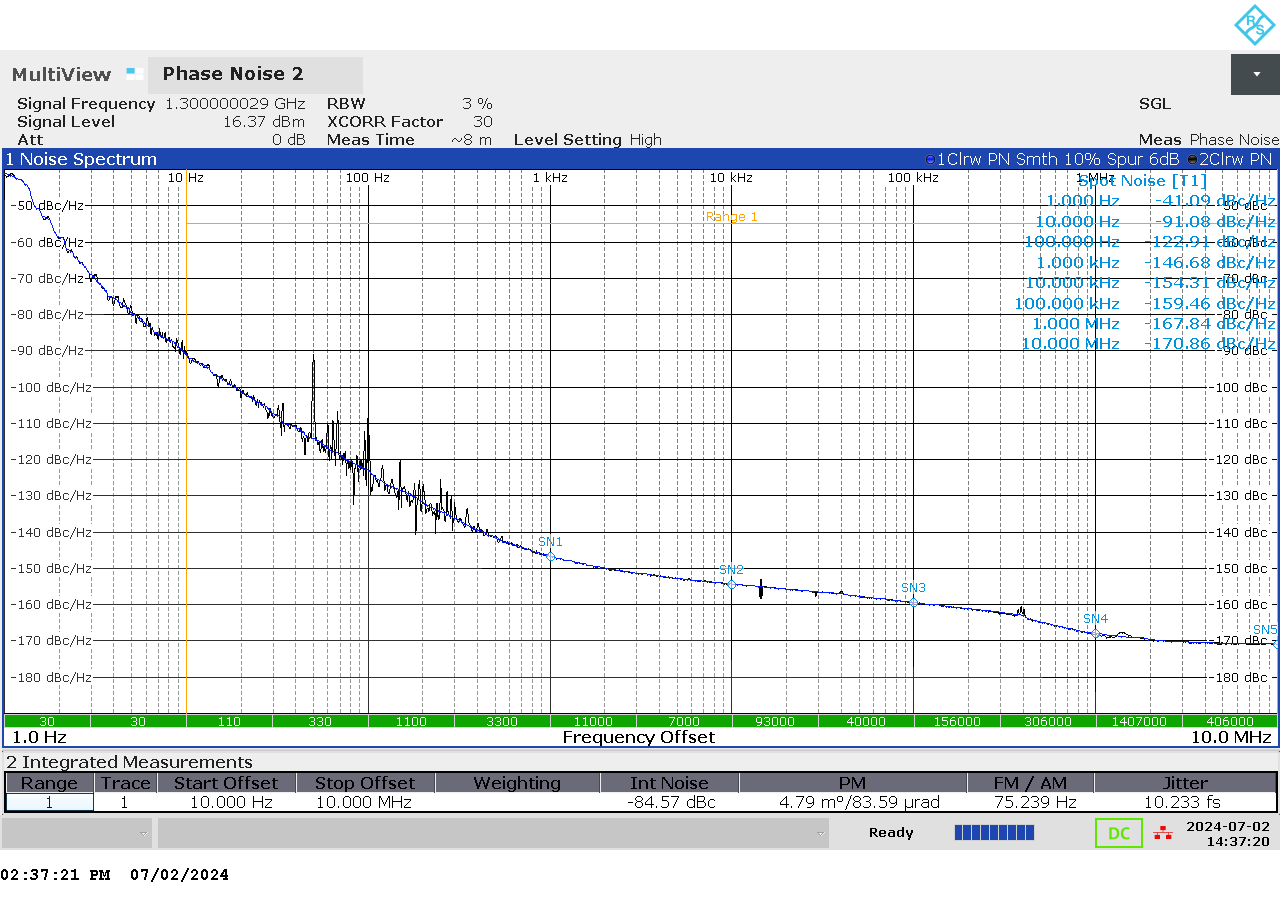 R&S
MultiView Phase Noise 2
Signal Frequency 1.300000029 GHz RBW 3 % SGL
Signal Level 16.37 dBm XCORR Factor 30
Att 0 dB Meas Time ~8 m Level Setting High Meas Phase Noise
1 Noise Spectrum 1Clrw PN Smth 10% Spur 6dB 2Clrw PN
10 Hz 100 Hz 1 kHz 10 kHz 100 kHz 1 MHz
Spot Noise [T1]
1.000 Hz -41.09 dBc/Hz
-50 dBc/Hz -50 dBc
Range 1
10.000 Hz -91.08 dBc/Hz
100.000 Hz -122.91 dBc/Hz
-60 dBc/Hz -60 dBc
1.000 kHz -146.68 dBc/Hz
-70 dBc/Hz -70 dBc
10.000 kHz -154.31 dBc/Hz
100.000 kHz -159.46 dBc/Hz
-80 dBc/Hz -80 dBc
1.000 MHz -167.84 dBc/Hz
10.000 MHz -170.86 dBc/Hz
-90 dBc/Hz -90 dBc
-100 dBc/Hz -100 dBc
-110 dBc/Hz -110 dBc
-120 dBc/Hz -120 dBc
-130 dBc/Hz -130 dBc
-140 dBc/Hz -140 dBc
SN1
-150 dBc/Hz SN2 -150 dBc
SN3
-160 dBc/Hz -160 dBc
SN4
SN5
-170 dBc/Hz -170 dBc
-180 dBc/Hz -180 dBc
30 30 110 330 1100 3300 11000 7000 93000 40000 156000 306000 1407000 406000
1.0 Hz Frequency Offset 10.0 MHz
2 Integrated Measurements
Range Trace Start Offset Stop Offset Weighting Int Noise PM FM / AM Jitter
1 1 10.000 Hz 10.000 MHz -84.57 dBc 4.79 m°/83.59 µrad 75.239 Hz 10.233 fs
Ready DC 2024-07-02
14:37:20
02:37:21 PM 07/02/2024